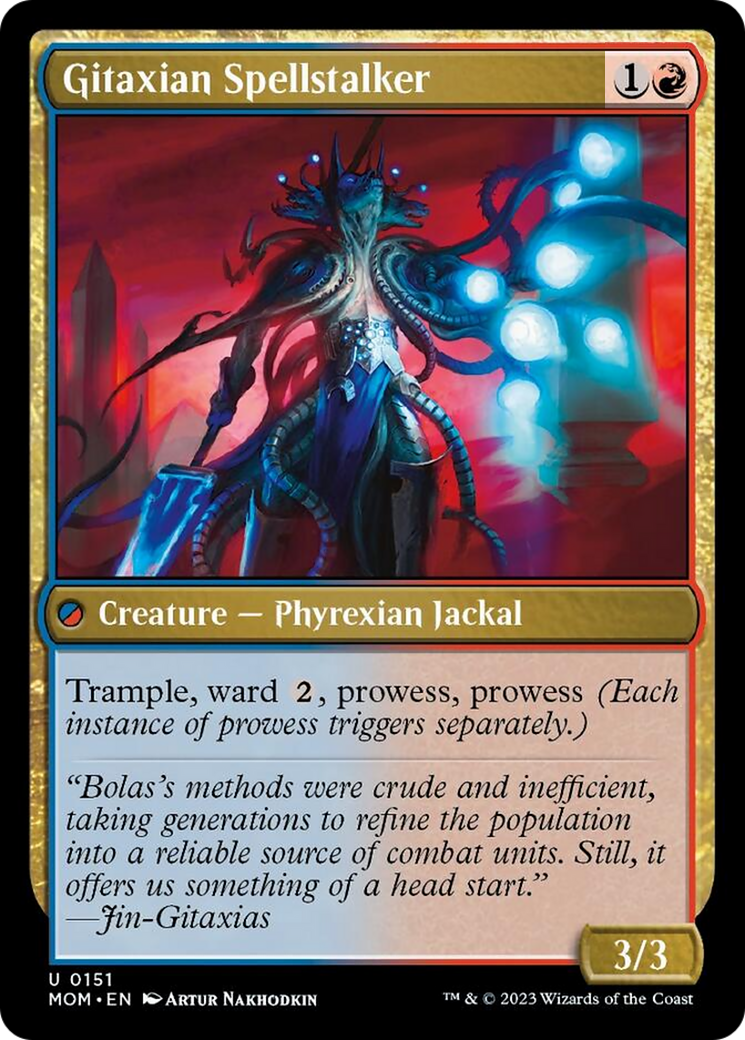 Gitaxian Spellstalker
1
Creature — Phyrexian Jackal
Trample, ward 2, prowess, prowess (Each
instance of prowess triggers separately.)
“Bolas’s methods were crude and inefficient,
taking generations to refine the population
into a reliable source of combat units. Still, it
offers us something of a head start.”
—Jin-Gitaxias
3/3
U 0151
MOM • EN Artur Nakhodkin
™ & © 2023 Wizards of the Coast